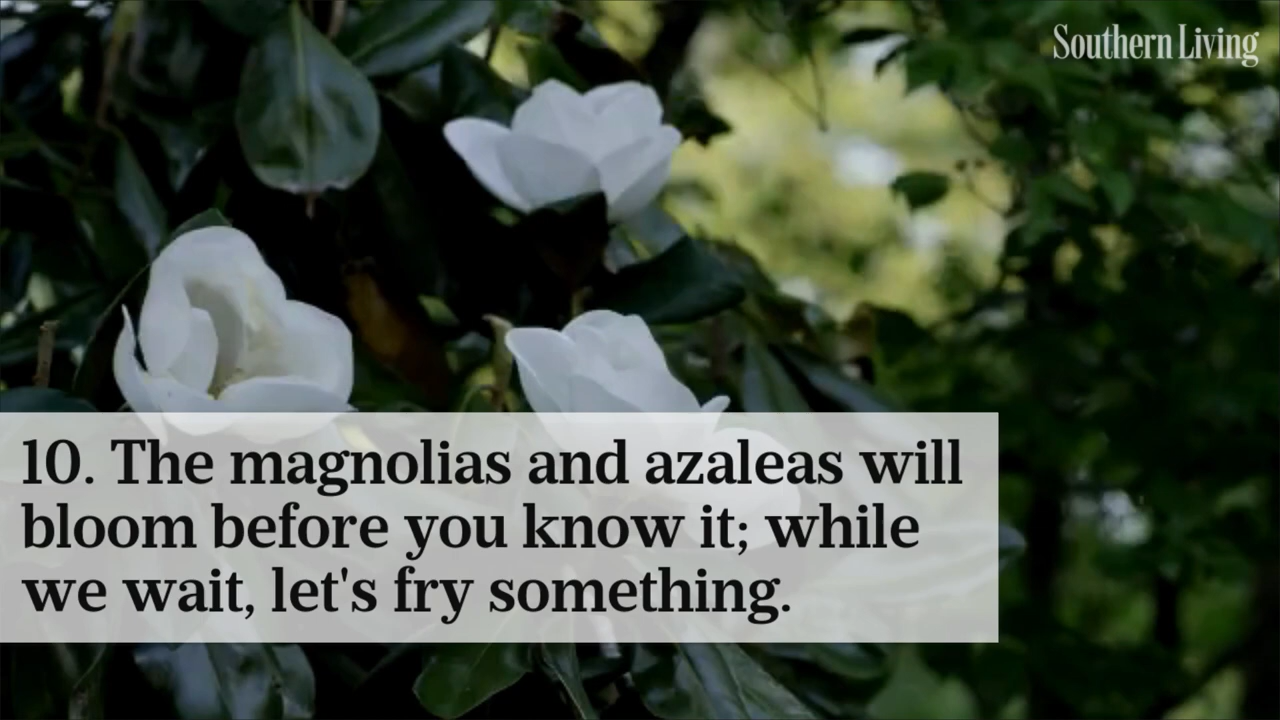 Southern Living
10. The magnolias and azaleas will
bloom before you know it; while
we wait, let's fry something.